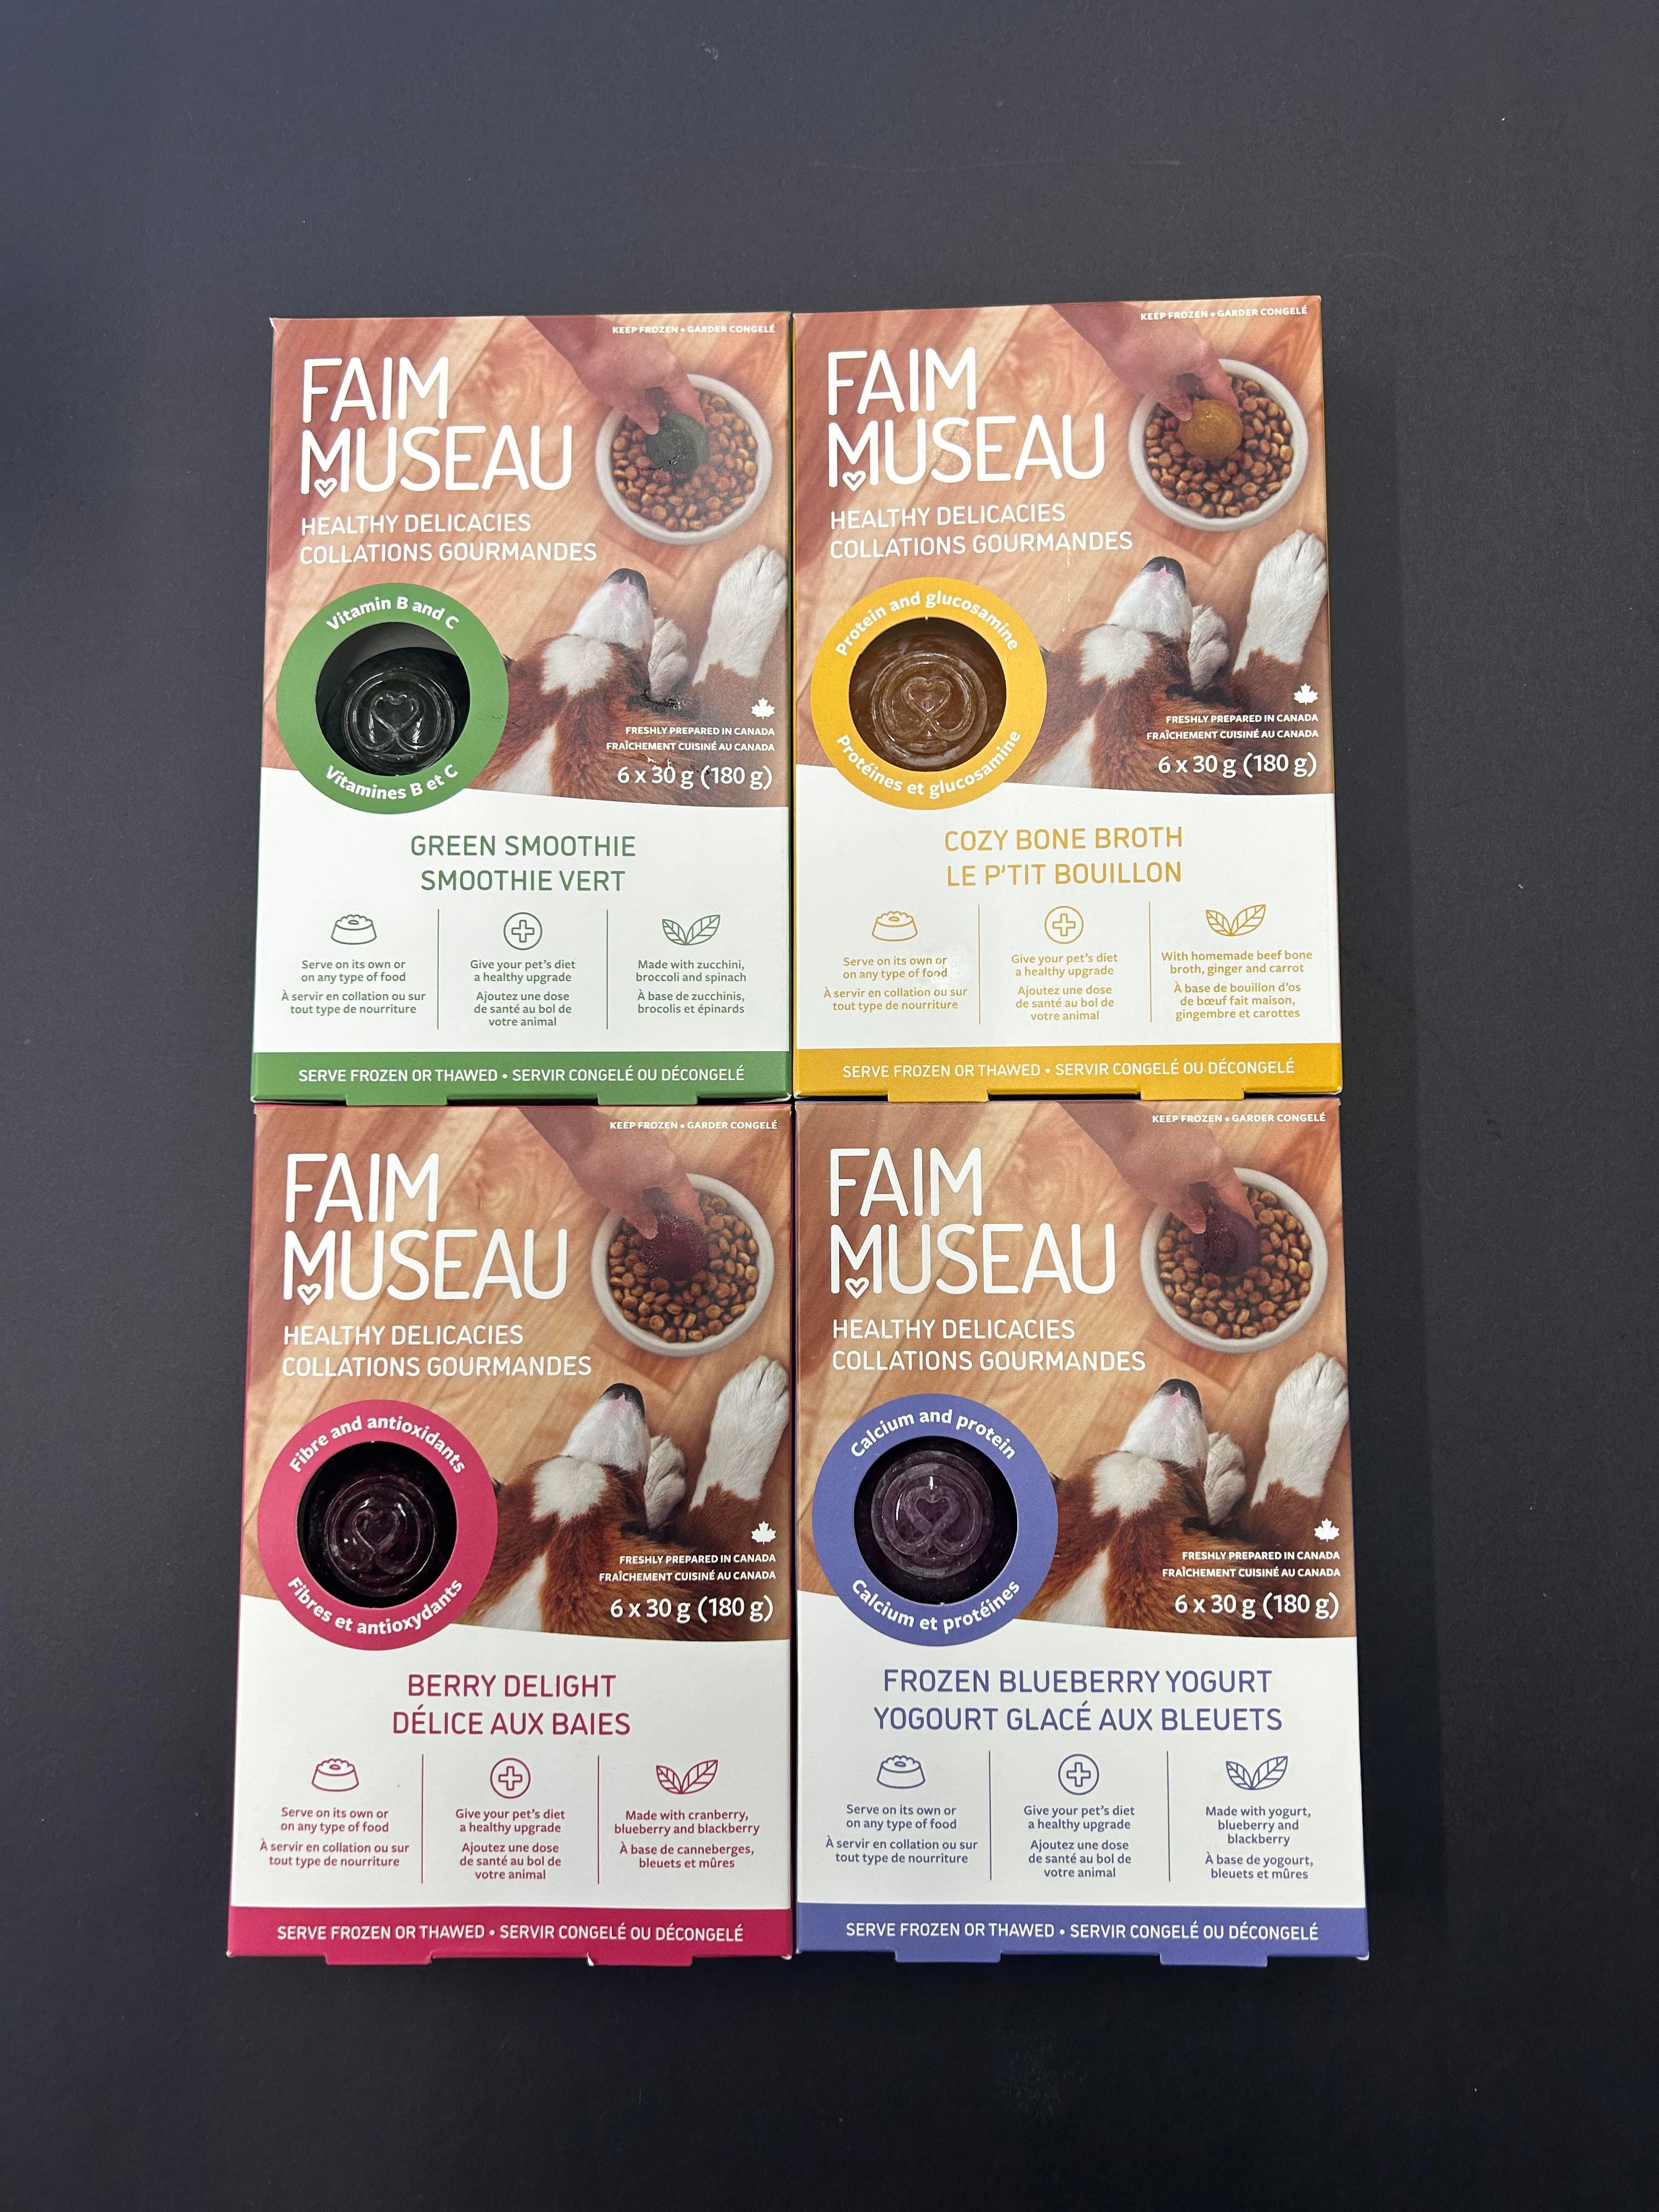 KEEP FROZEN • GARDER CONGELÉ
FAIM
MUSEAU
HEALTHY DELICACIES
COLLATIONS GOURMANDES
Vitamin B and C
Vitamines B et C
FRESHLY PREPARED IN CANADA
FRAÎCHEMENT CUISINÉ AU CANADA
6 x 30 g (180 g)
GREEN SMOOTHIE
SMOOTHIE VERT
Serve on its own or
on any type of food
À servir en collation ou sur
tout type de nourriture
Give your pet's diet
a healthy upgrade
Ajoutez une dose
de santé au bol de
votre animal
Made with zucchini,
broccoli and spinach
À base de zucchinis,
brocolis et épinards
SERVE FROZEN OR THAWED • SERVIR CONGELÉ OU DÉCONGELÉ
KEEP FROZEN • GARDER CONGELÉ
FAIM
MUSEAU
HEALTHY DELICACIES
COLLATIONS GOURMANDES
Protein and glucosamine
Protéines et glucosamine
FRESHLY PREPARED IN CANADA
FRAÎCHEMENT CUISINÉ AU CANADA
6 x 30 g (180 g)
COZY BONE BROTH
LE P'TIT BOUILLON
Serve on its own or
on any type of food
À servir en collation ou sur
tout type de nourriture
Give your pet's diet
a healthy upgrade
Ajoutez une dose
de santé au bol de
votre animal
With homemade beef bone
broth, ginger and carrot
À base de bouillon d'os
de bœuf fait maison,
gingembre et carottes
SERVE FROZEN OR THAWED • SERVIR CONGELÉ OU DÉCONGELÉ
KEEP FROZEN • GARDER CONGELÉ
FAIM
MUSEAU
HEALTHY DELICACIES
COLLATIONS GOURMANDES
Fibre and antioxidants
Fibres et antioxydants
FRESHLY PREPARED IN CANADA
FRAÎCHEMENT CUISINÉ AU CANADA
6 x 30 g (180 g)
BERRY DELIGHT
DÉLICE AUX BAIES
Serve on its own or
on any type of food
À servir en collation ou sur
tout type de nourriture
Give your pet's diet
a healthy upgrade
Ajoutez une dose
de santé au bol de
votre animal
Made with cranberry,
blueberry and blackberry
À base de canneberges,
bleuets et mûres
SERVE FROZEN OR THAWED • SERVIR CONGELÉ OU DÉCONGELÉ
KEEP FROZEN • GARDER CONGELÉ
FAIM
MUSEAU
HEALTHY DELICACIES
COLLATIONS GOURMANDES
Calcium and protein
Calcium et protéines
FRESHLY PREPARED IN CANADA
FRAÎCHEMENT CUISINÉ AU CANADA
6 x 30 g (180 g)
FROZEN BLUEBERRY YOGURT
YOGOURT GLACÉ AUX BLEUETS
Serve on its own or
on any type of food
À servir en collation ou sur
tout type de nourriture
Give your pet's diet
a healthy upgrade
Ajoutez une dose
de santé au bol de
votre animal
Made with yogurt,
blueberry and
blackberry
À base de yogourt,
bleuets et mûres
SERVE FROZEN OR THAWED • SERVIR CONGELÉ OU DÉCONGELÉ